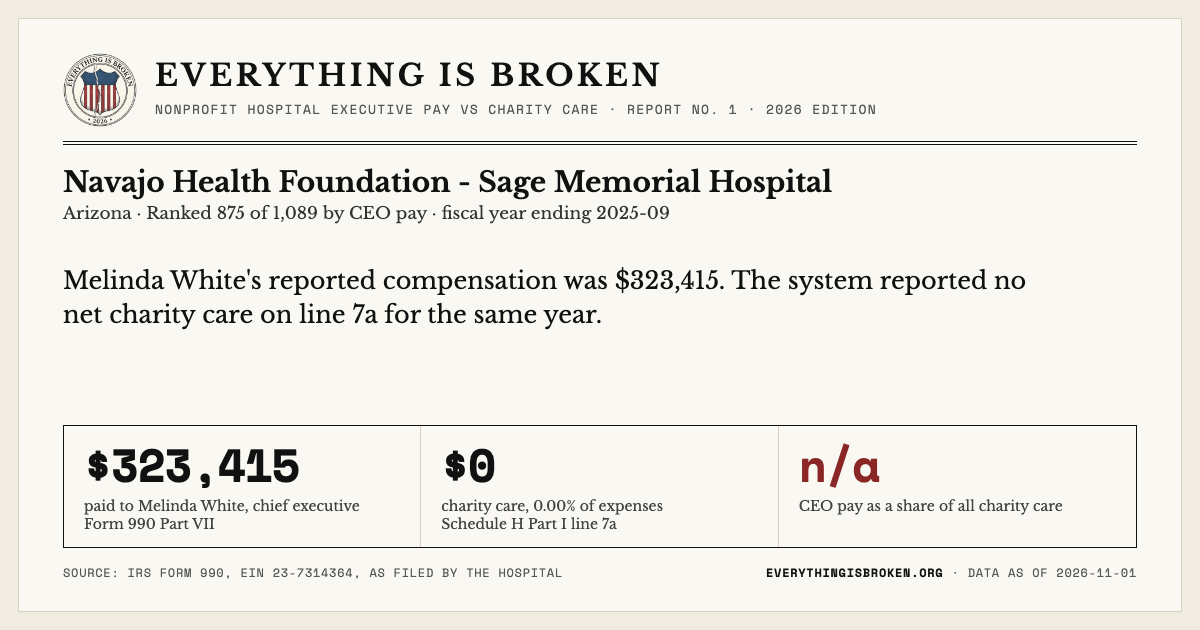 EVERYTHING IS BROKEN
2026
EVERYTHING IS BROKEN
NONPROFIT HOSPITAL EXECUTIVE PAY VS CHARITY CARE · REPORT NO. 1 · 2026 EDITION
Navajo Health Foundation - Sage Memorial Hospital
Arizona · Ranked 875 of 1,089 by CEO pay · fiscal year ending 2025-09
Melinda White's reported compensation was $323,415. The system reported no
net charity care on line 7a for the same year.
$323,415
paid to Melinda White, chief executive
Form 990 Part VII
$0
charity care, 0.00% of expenses
Schedule H Part I line 7a
n/a
CEO pay as a share of all charity care
SOURCE: IRS FORM 990, EIN 23-7314364, AS FILED BY THE HOSPITAL
EVERYTHINGISBROKEN.ORG · DATA AS OF 2026-11-01